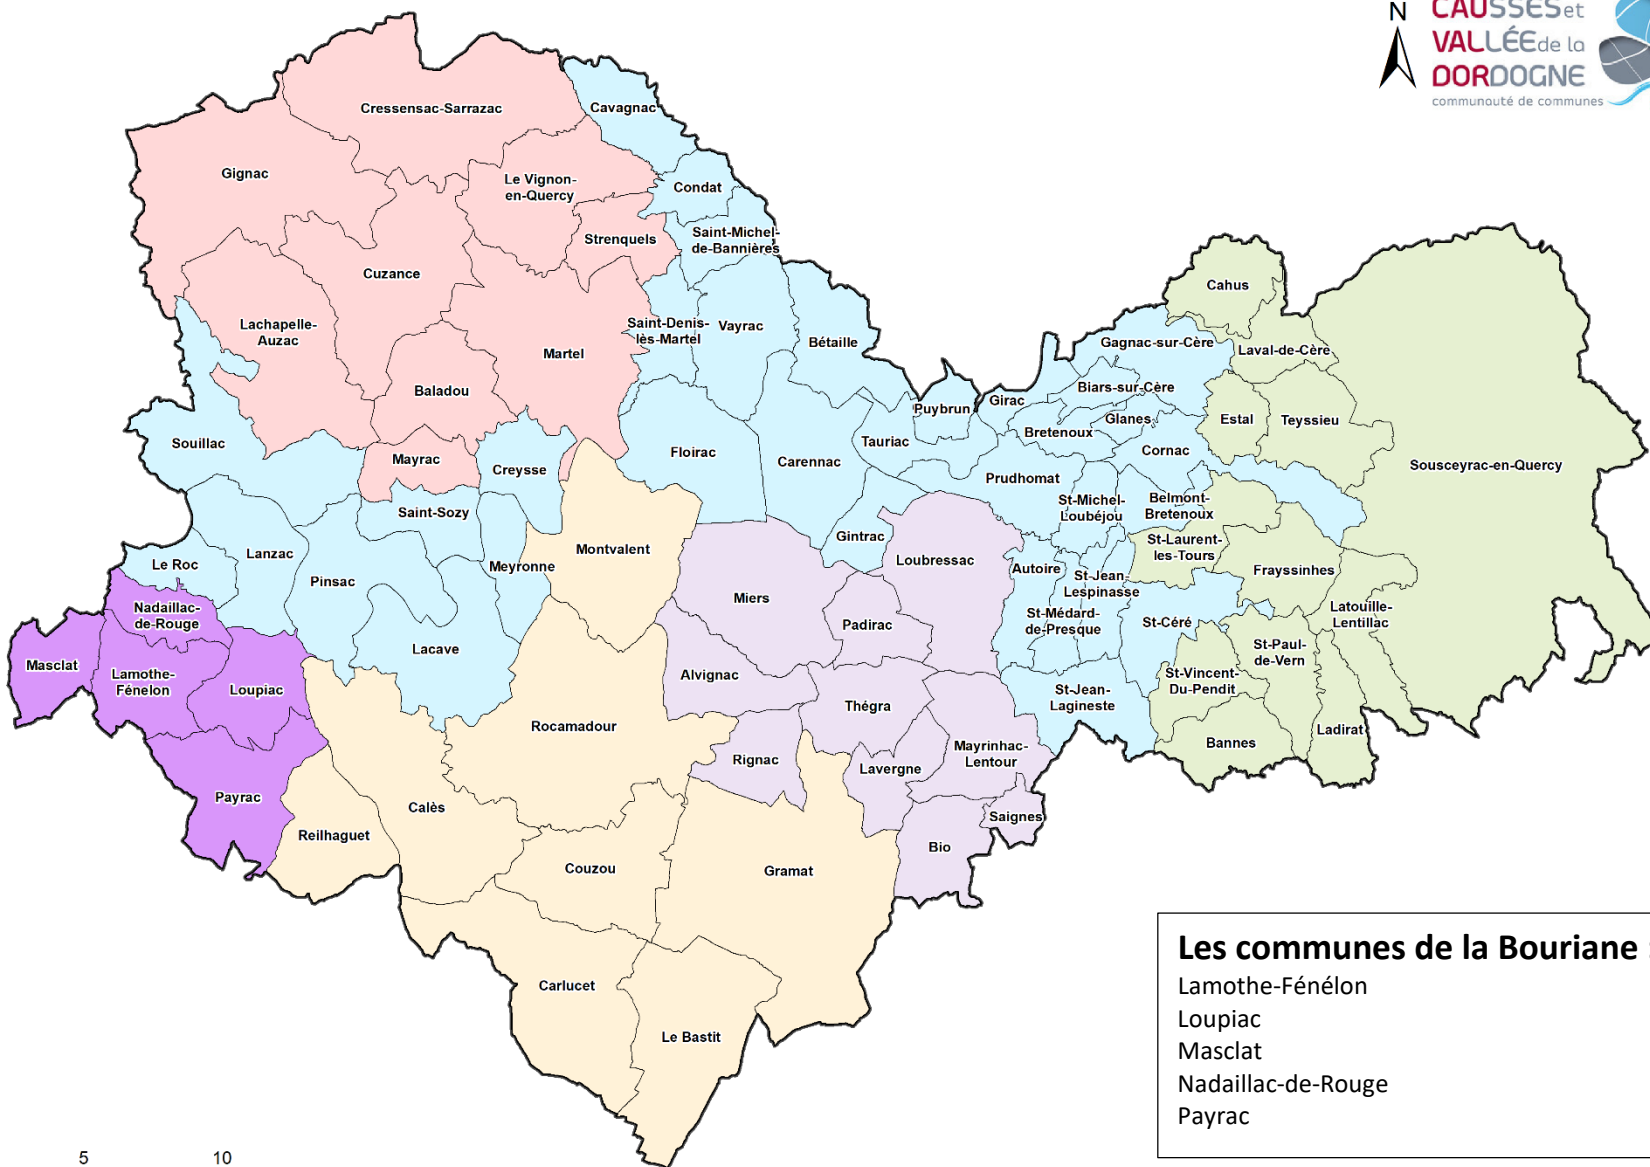 N
CAUSSES et
VALLÉE de la
DORDOGNE
communauté de communes
Cressensac-Sarrazac
Cavagnac
Gignac
Le Vignon-
en-Quercy
Condat
Strenquels
Saint-Michel-
de-Bannières
Cuzance
Cahus
Lachapelle-
Auzac
Saint-Denis-
lès-Martel
Vayrac
Bétaille
Martel
Gagnac-sur-Cère
Laval-de-Cère
Baladou
Biars-sur-Cère
Puybrun
Girac
Glanes
Estal
Teyssieu
Souillac
Tauriac
Bretenoux
Mayrac
Creysse
Floirac
Carennac
Cornac
Sousceyrac-en-Quercy
Prudhomat
Saint-Sozy
St-Michel-
Loubéjou
Belmont-
Bretenoux
Lanzac
Montvalent
Gintrac
Loubressac
St-Laurent-
les-Tours
Le Roc
Pinsac
Meyronne
Autoire
St-Jean-
Lespinasse
Frayssinhes
Nadaillac-
de-Rouge
Miers
Padirac
St-Médard-
de-Presque
St-Céré
Latouille-
Lentillac
Lacave
St-Paul-
de-Vern
Masclat
Lamothe-
Fénelon
Loupiac
Alvignac
St-Vincent-
Du-Pendit
St-Jean-
Lagineste
Rocamadour
Thégra
Ladirat
Bannes
Rignac
Lavergne
Mayrinhac-
Lentour
Payrac
Calès
Saignes
Reilhaguet
Bio
Couzou
Gramat
Carlucet
Le Bastit
Les communes de la Bouriane :
Lamothe-Fénélon
Loupiac
Masclat
Nadaillac-de-Rouge
Payrac
5 10